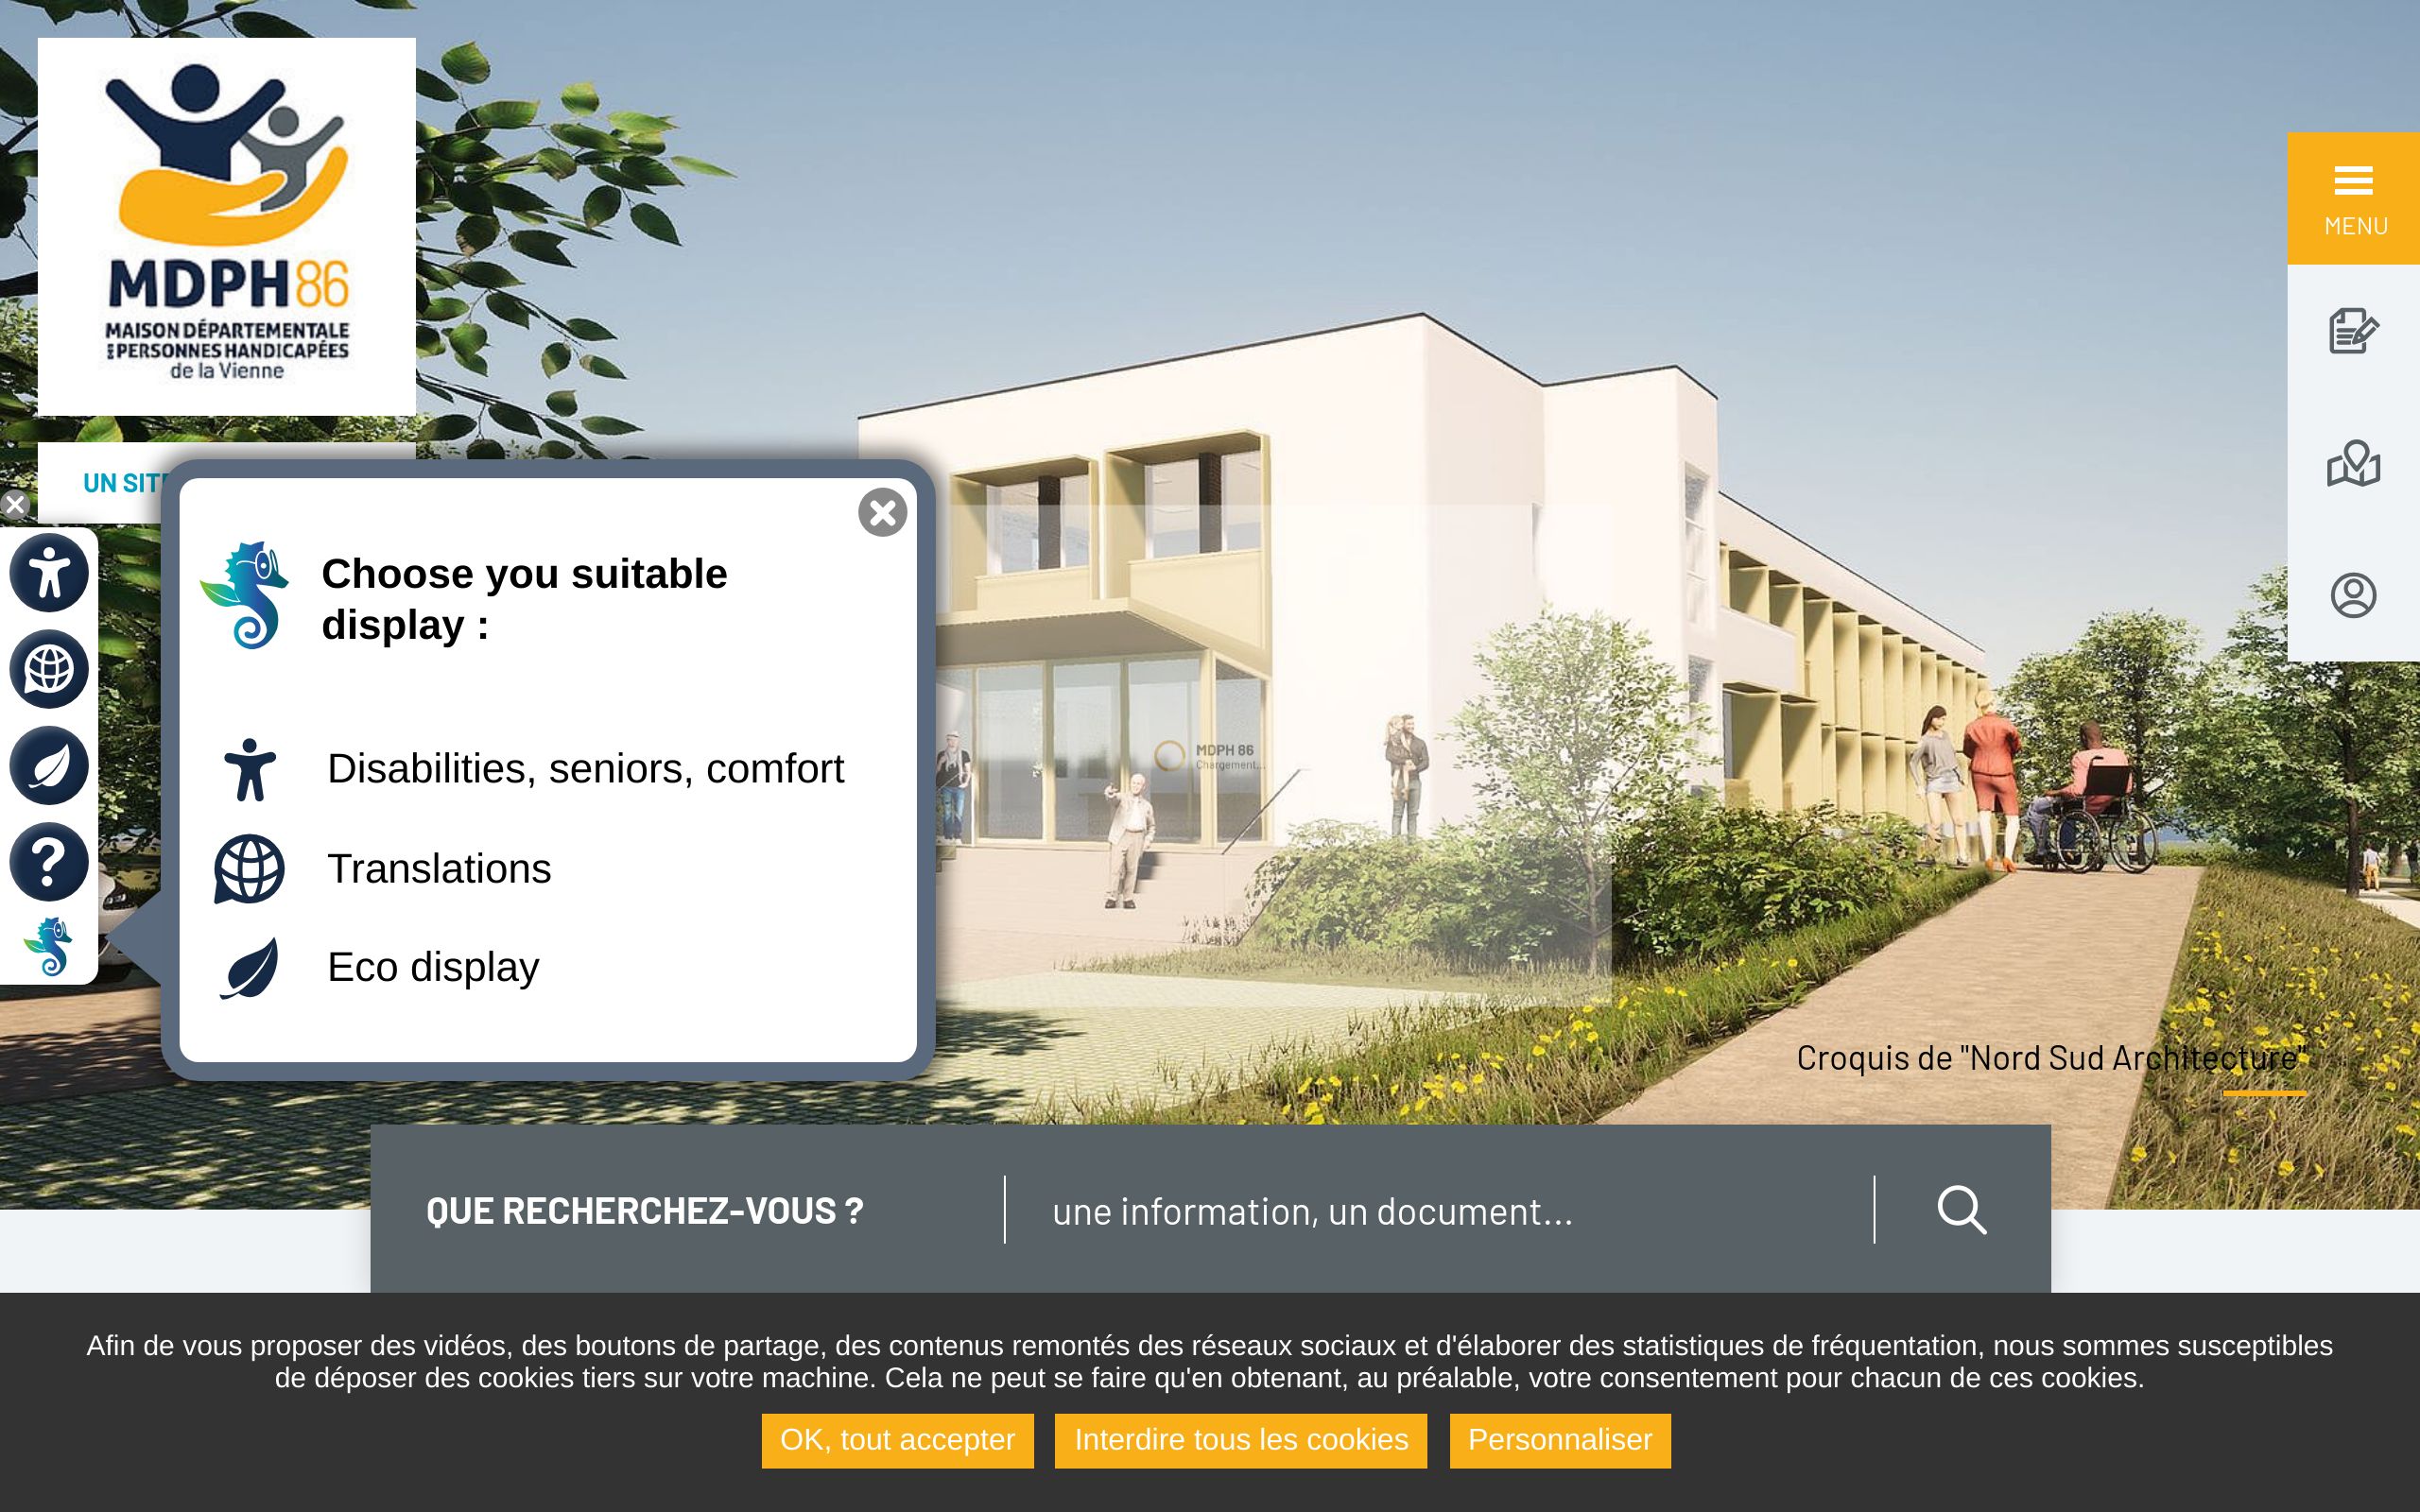 MDPH 86
MAISON DÉPARTEMENTALE
DES PERSONNES HANDICAPÉES
de la Vienne
MENU
UN SITE
Choose you suitable
display :
Disabilities, seniors, comfort
Translations
Eco display
MDPH 86
Chargement...
Croquis de "Nord Sud Architecture"
QUE RECHERCHEZ-VOUS ?
une information, un document...
Afin de vous proposer des vidéos, des boutons de partage, des contenus remontés des réseaux sociaux et d'élaborer des statistiques de fréquentation, nous sommes susceptibles
de déposer des cookies tiers sur votre machine. Cela ne peut se faire qu'en obtenant, au préalable, votre consentement pour chacun de ces cookies.
OK, tout accepter
Interdire tous les cookies
Personnaliser